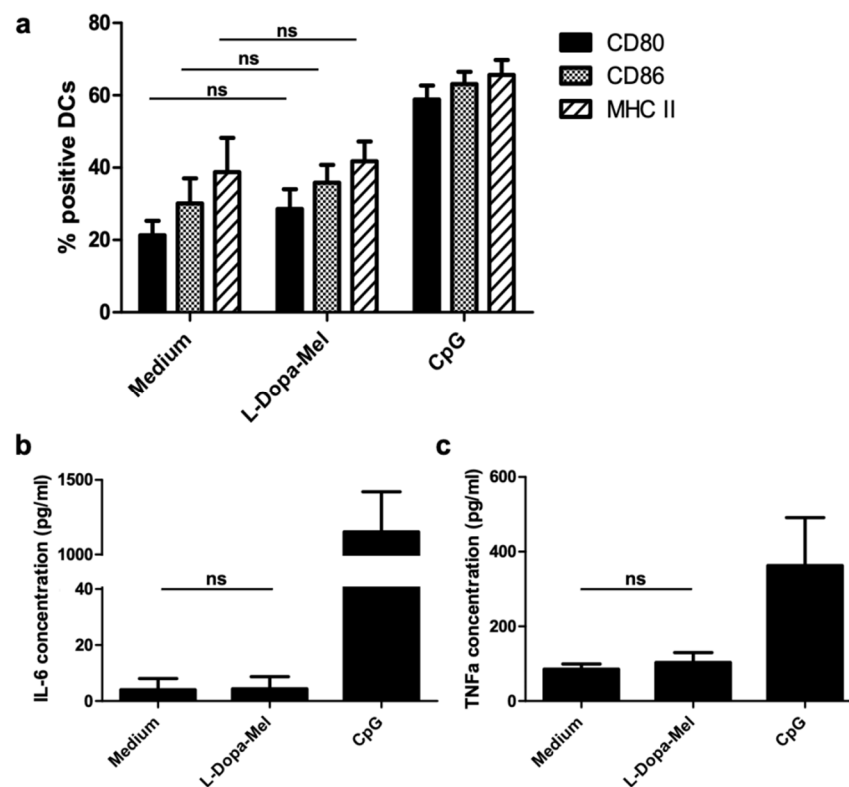 a
80
60
40
20
0
% positive DCs
ns
ns
ns
CD80
CD86
MHC II
Medium
L-Dopa-Mel
CpG
b
1500
1000
40
20
0
IL-6 concentration (pg/ml)
ns
Medium
L-Dopa-Mel
CpG
c
600
400
200
0
TNFa concentration (pg/ml)
ns
Medium
L-Dopa-Mel
CpG